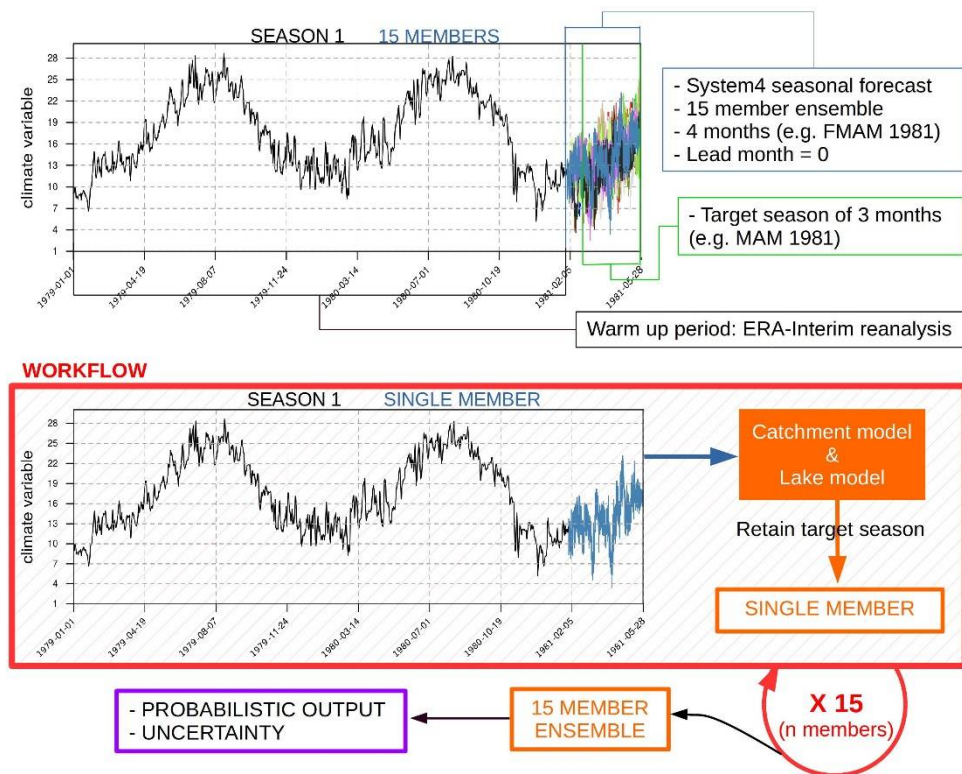 SEASON 1 15 MEMBERS
climate variable
28
25
22
19
16
13
10
7
4
1
1979-01-01
1979-04-19
1979-08-07
1979-11-24
1980-03-14
1980-07-01
1980-10-19
1981-02-05
1981-05-28
- System4 seasonal forecast
- 15 member ensemble
- 4 months (e.g. FMAM 1981)
- Lead month = 0
- Target season of 3 months
(e.g. MAM 1981)
Warm up period: ERA-Interim reanalysis
WORKFLOW
SEASON 1 SINGLE MEMBER
climate variable
28
25
22
19
16
13
10
7
4
1
1979-01-01
1979-04-19
1979-08-07
1979-11-24
1980-03-14
1980-07-01
1980-10-19
1981-02-05
1981-05-28
Catchment model
&
Lake model
Retain target season
SINGLE MEMBER
X 15
(n members)
15 MEMBER
ENSEMBLE
- PROBABILISTIC OUTPUT
- UNCERTAINTY